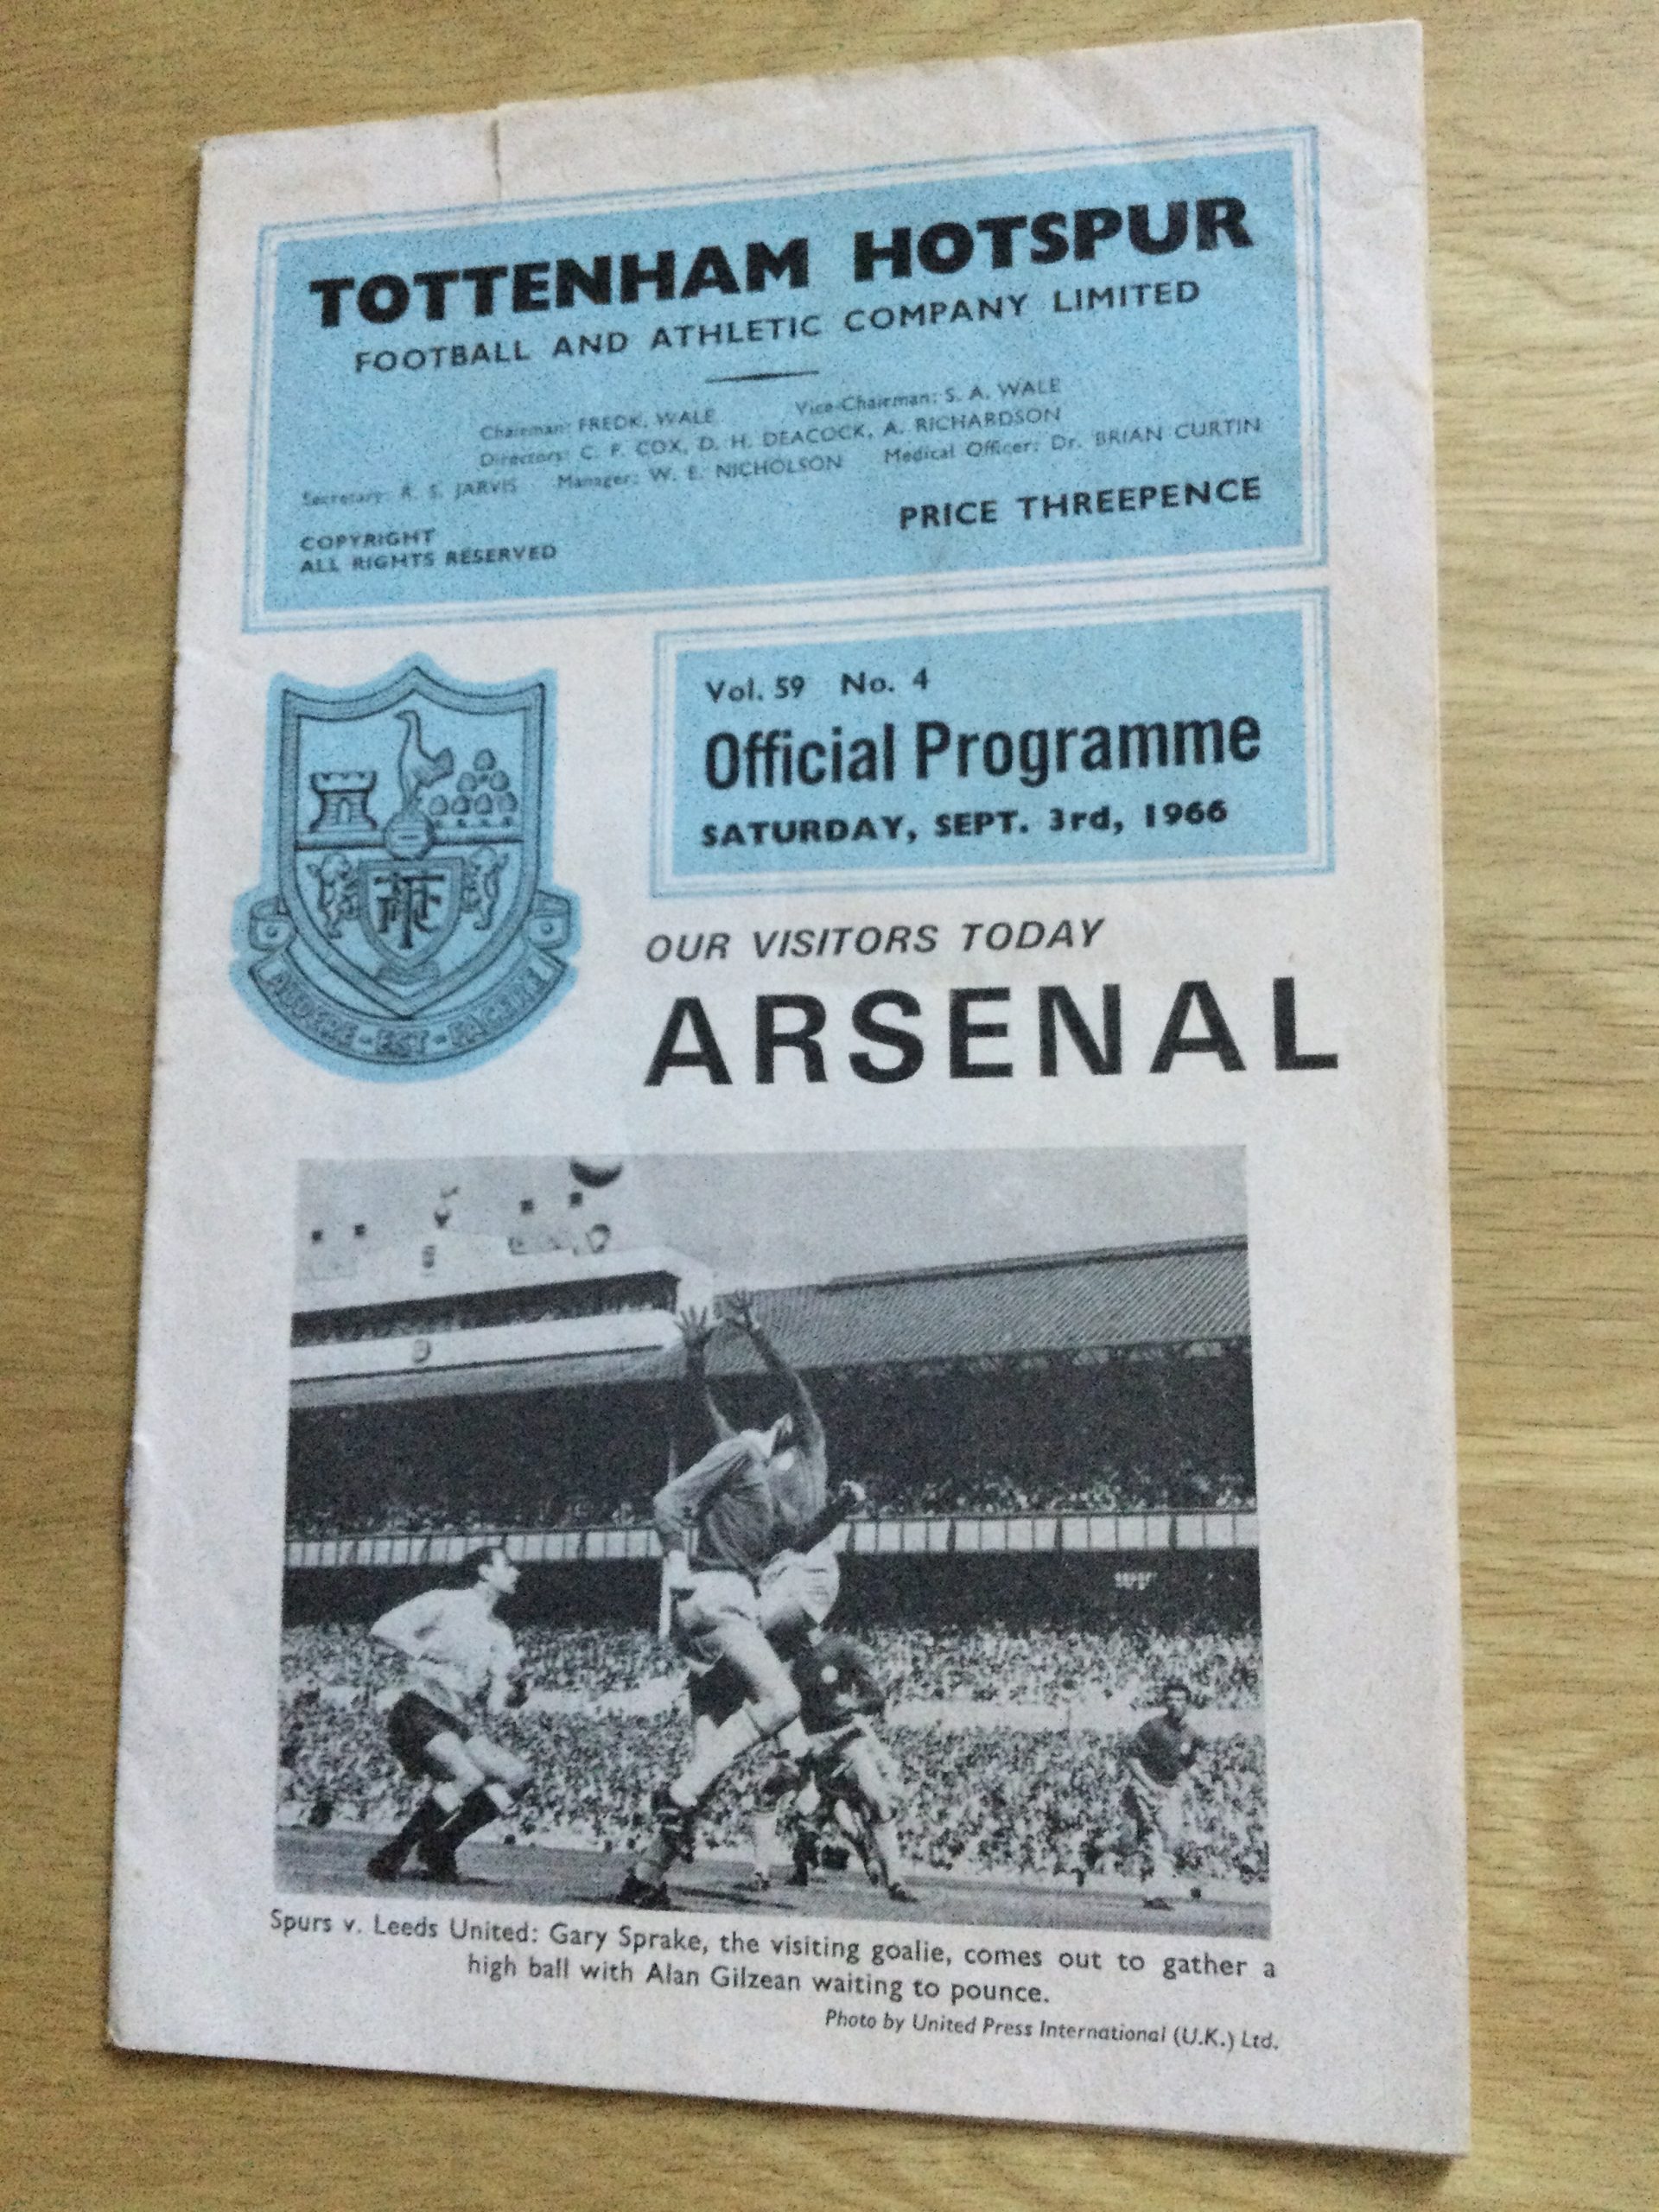 TOTTENHAM HOTSPUR
FOOTBALL AND ATHLETIC COMPANY LIMITED
Chairman: FREDK. WALE Vice-Chairman: S. A. WALE
Directors: C. F. COX, D. H. DEACOCK, A. RICHARDSON
Secretary: R. S. JARVIS Manager: W. E. NICHOLSON Medical Officer: Dr. BRIAN CURTIN
PRICE THREEPENCE
COPYRIGHT
ALL RIGHTS RESERVED
Vol. 59 No. 4
Official Programme
SATURDAY, SEPT. 3rd, 1966
AUDERE-EST-FACERE
OUR VISITORS TODAY
ARSENAL
Spurs v. Leeds United: Gary Sprake, the visiting goalie, comes out to gather a
high ball with Alan Gilzean waiting to pounce.
Photo by United Press International (U.K.) Ltd.